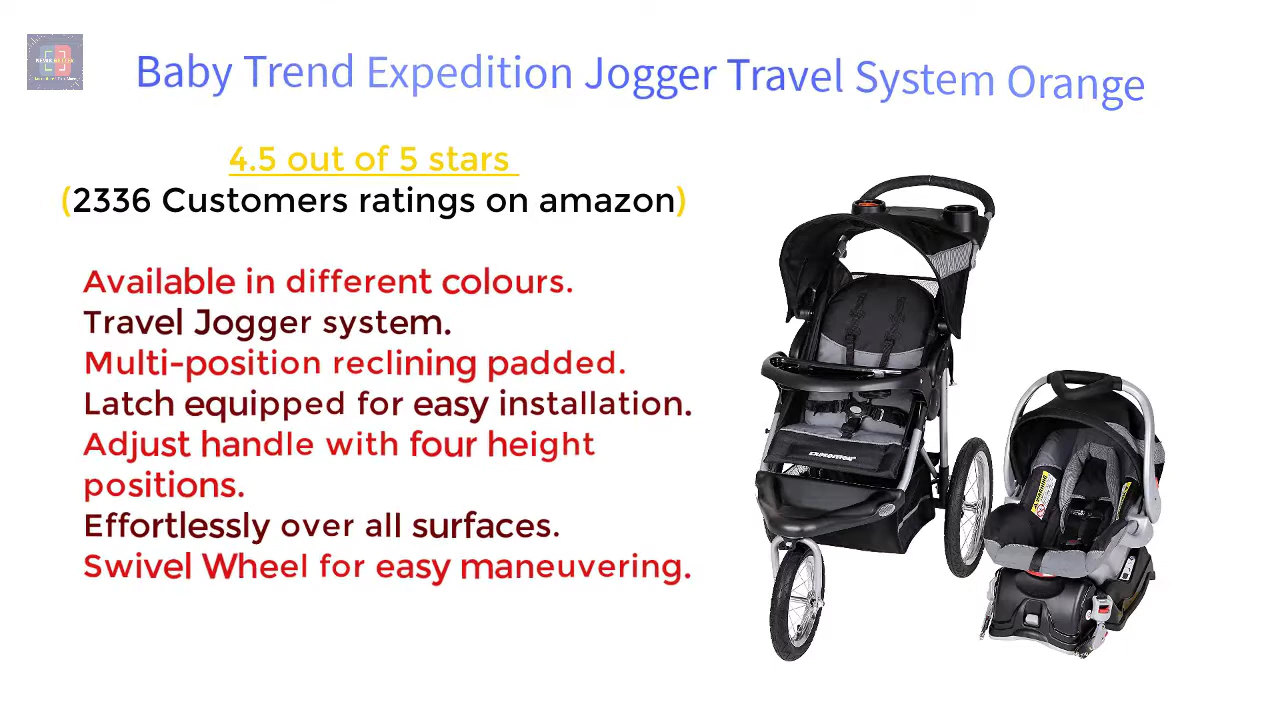 Baby Trend Expedition Jogger Travel System Orange
4.5 out of 5 stars
(2336 Customers ratings on amazon)
Available in different colours.
Travel Jogger system.
Multi-position reclining padded.
Latch equipped for easy installation.
Adjust handle with four height
positions.
Effortlessly over all surfaces.
Swivel Wheel for easy maneuvering.
EXPEDITION